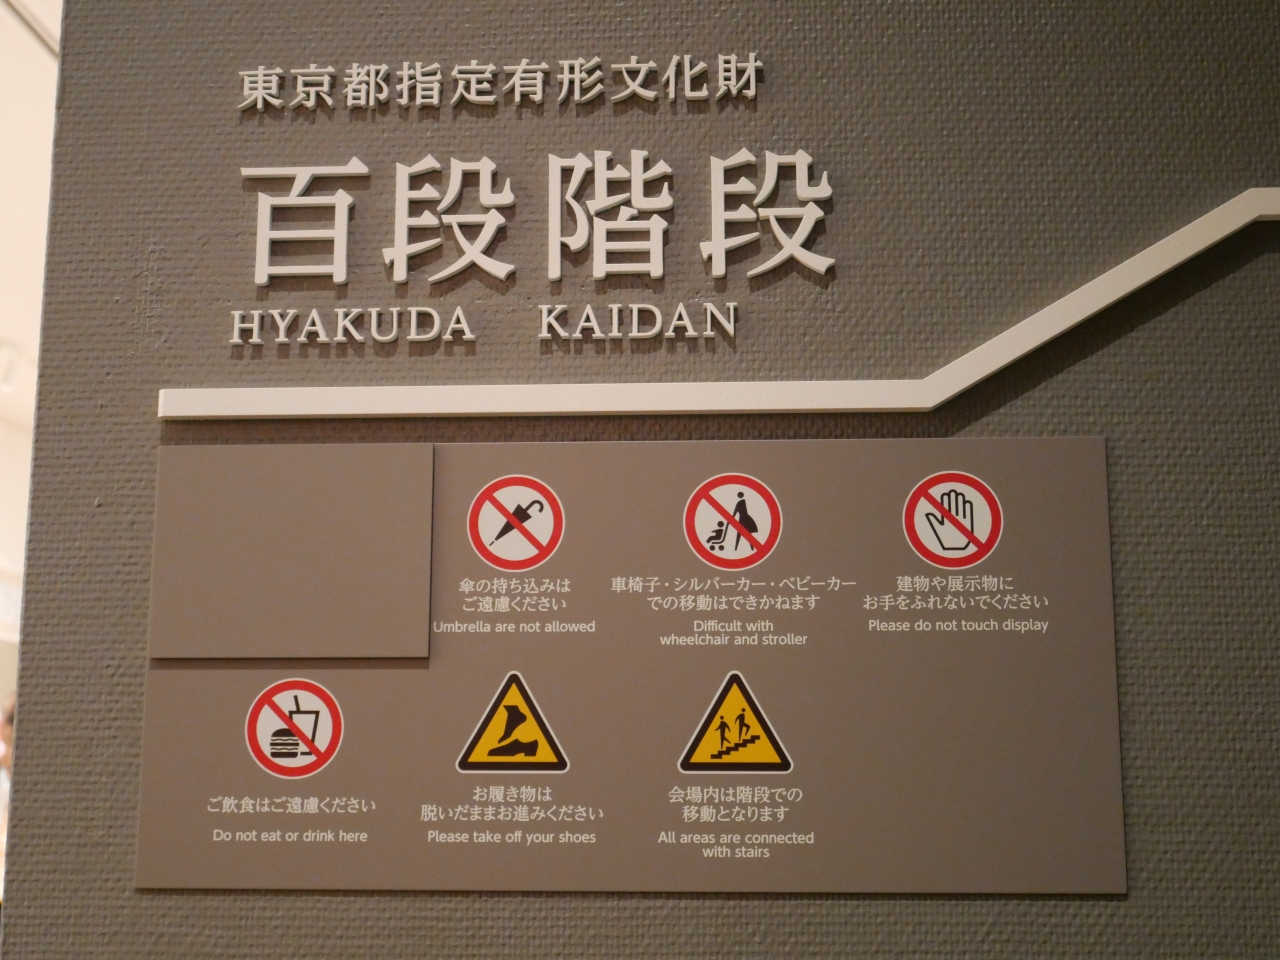 東京都指定有形文化財
百段階段
HYAKUDA KAIDAN
傘の持ち込みは
ご遠慮ください
Umbrella are not allowed
車椅子・シルバーカー・ベビーカー
での移動はできかねます
Difficult with
wheelchair and stroller
建物や展示物に
お手をふれないでください
Please do not touch display
ご飲食はご遠慮ください
Do not eat or drink here
お履き物は
脱いだままお進みください
Please take off your shoes
会場内は階段での
移動となります
All areas are connected
with stairs